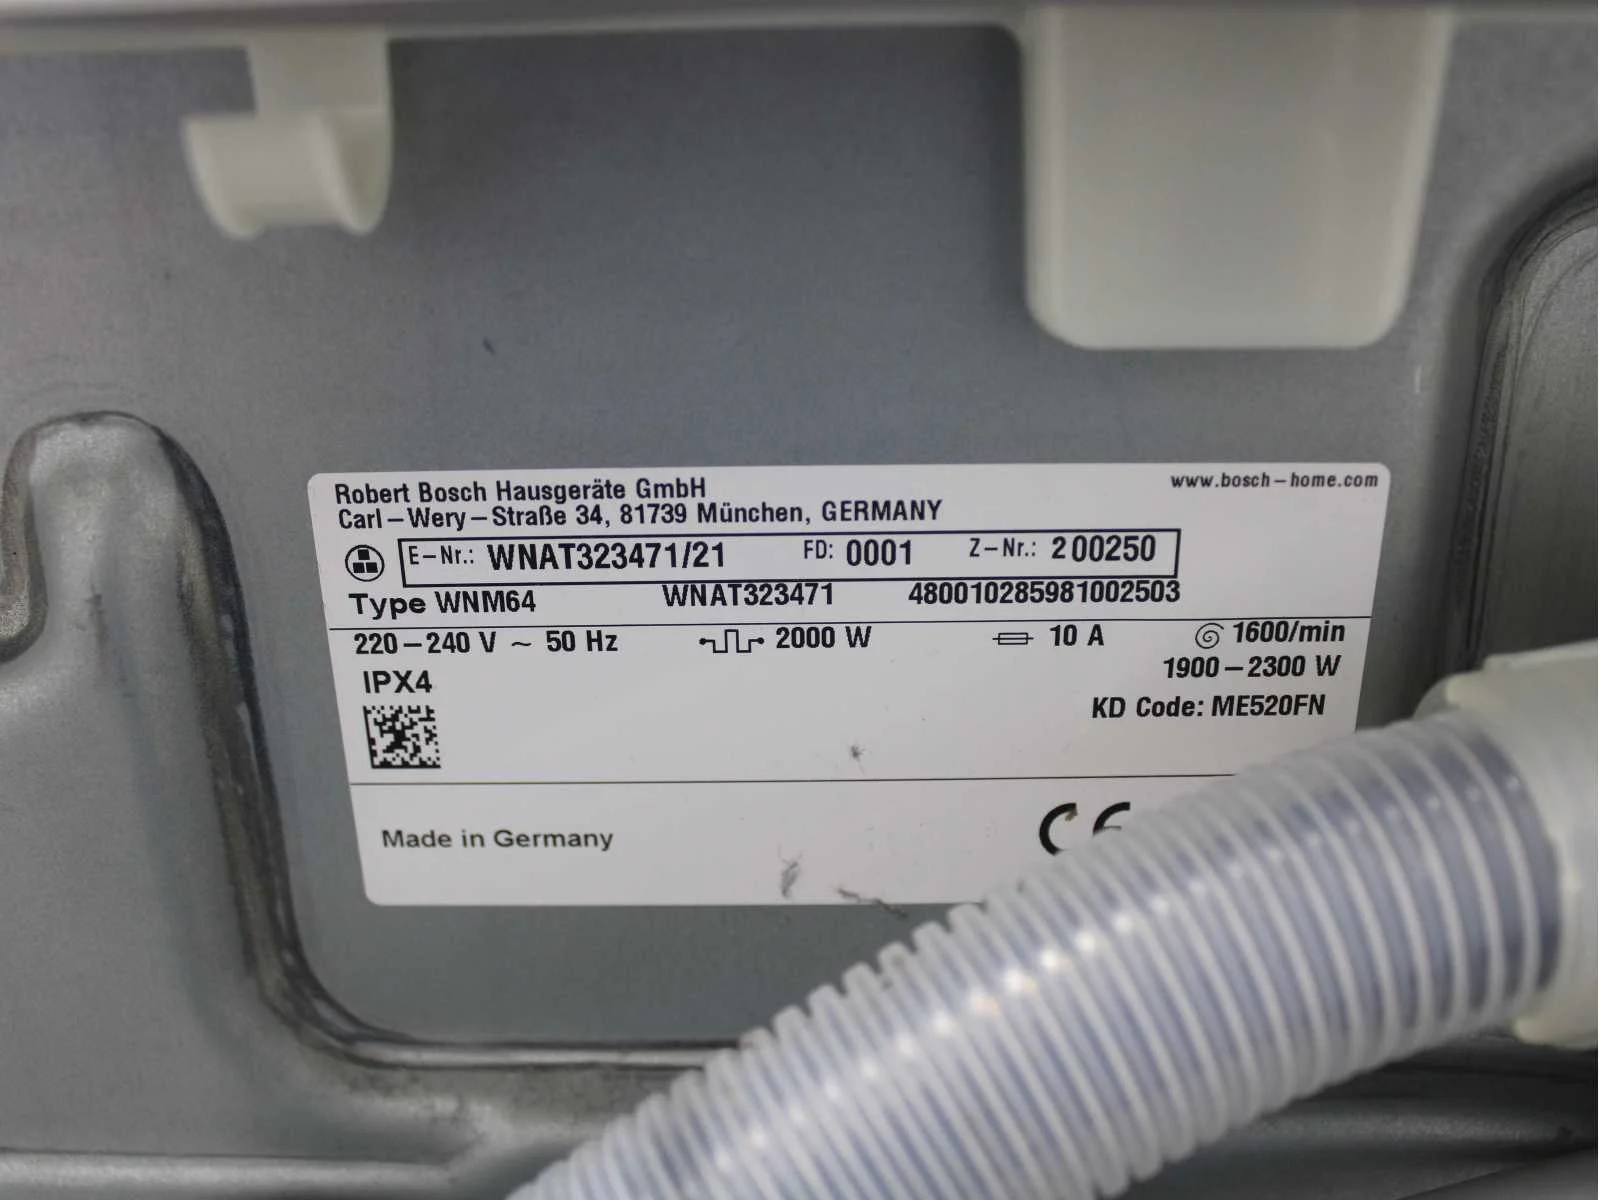 Robert Bosch Hausgeräte GmbH
www.bosch-home.com
Carl-Wery-Straße 34, 81739 München, GERMANY
E-Nr.: WNAT323471/21 FD: 0001 Z-Nr.: 200250
Type WNM64 WNAT323471 480010285981002503
220-240 V ~ 50 Hz 2000 W 10 A 1600/min
1900-2300 W
IPX4
KD Code: ME520FN
Made in Germany
CE